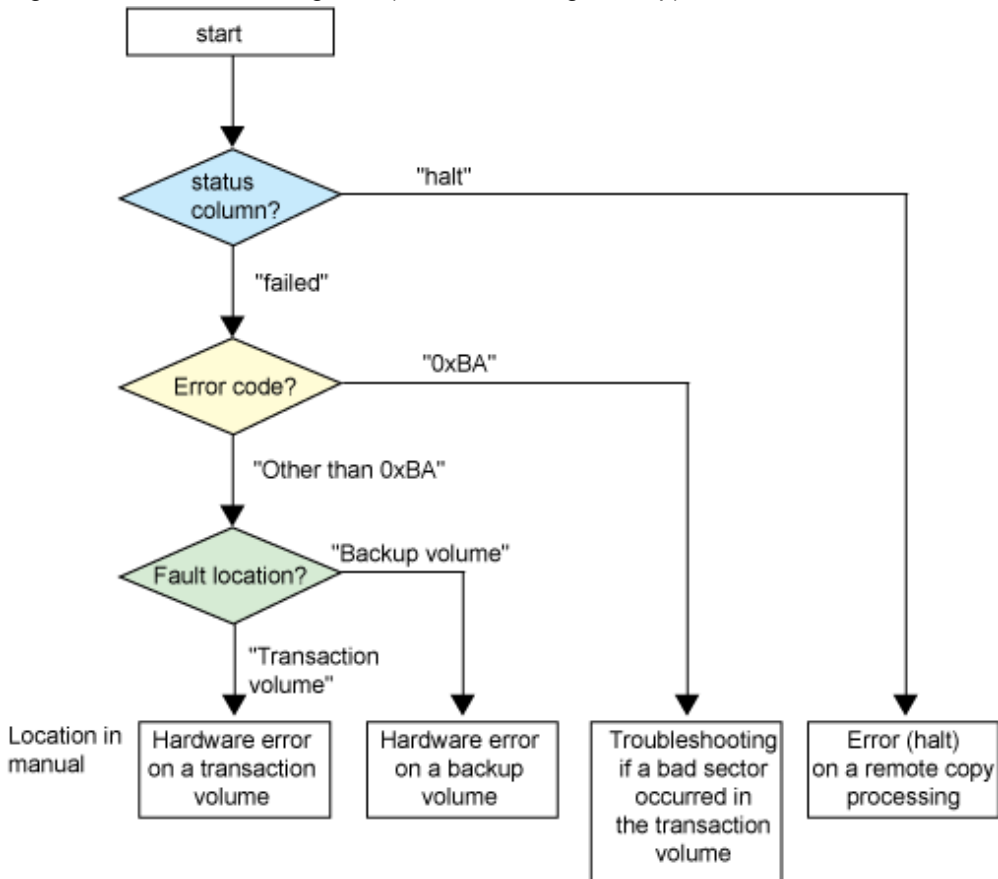 start
status
column?
"halt"
"failed"
Error code?
"0xBA"
"Other than 0xBA"
Fault location?
"Backup volume"
"Transaction
volume"
Location in
manual
Hardware error
on a transaction
volume
Hardware error
on a backup
volume
Troubleshooting
if a bad sector
occurred in
the transaction
volume
Error (halt)
on a remote copy
processing